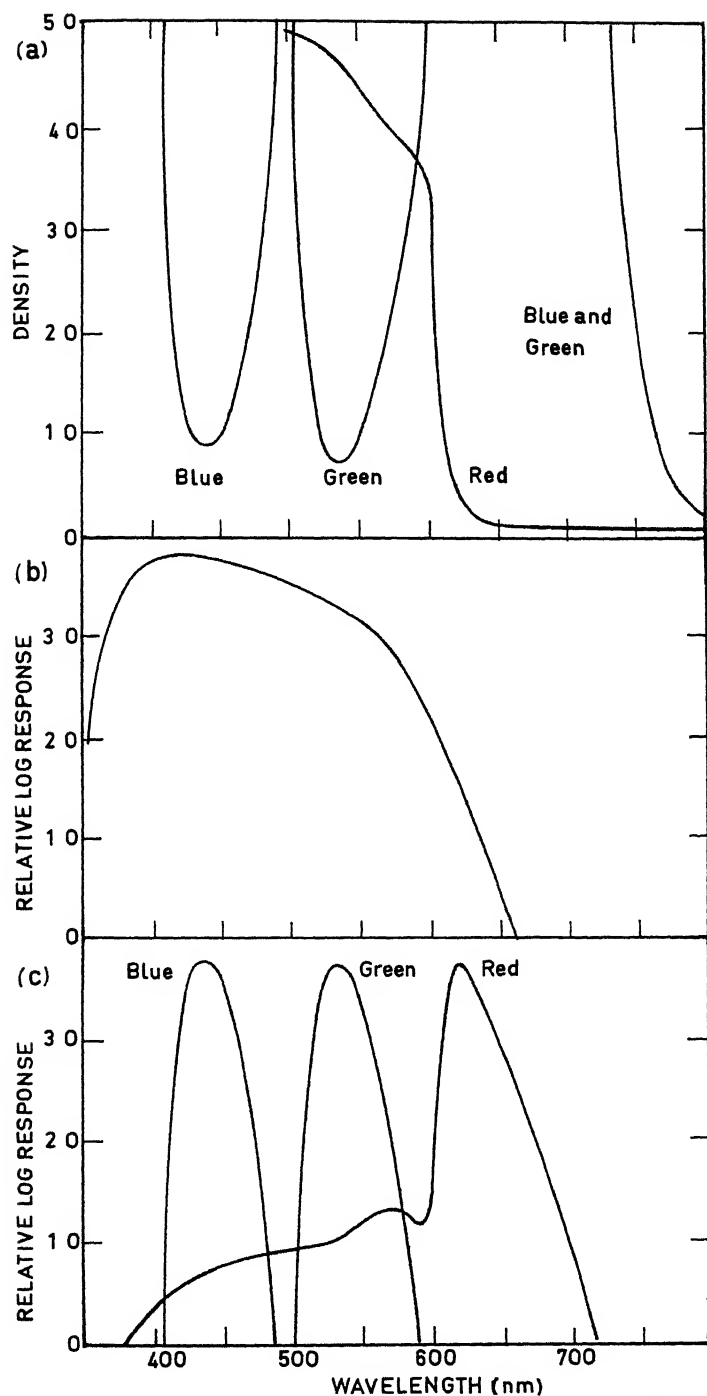 (a)
5 0
4 0
3 0
2 0
1 0
0
DENSITY
Blue
Green
Red
Blue and
Green
(b)
3 0
2 0
1 0
0
RELATIVE LOG RESPONSE
(c)
Blue
Green
Red
3 0
2 0
1 0
0
RELATIVE LOG RESPONSE
400
500
600
700
WAVELENGTH (nm)